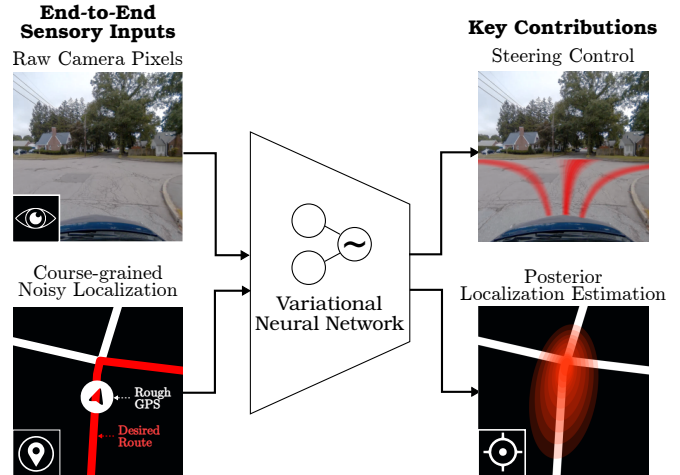 End-to-End
Sensory Inputs
Raw Camera Pixels
Course-grained
Noisy Localization
Rough
GPS
Desired
Route
~
Variational
Neural Network
Key Contributions
Steering Control
Posterior
Localization Estimation